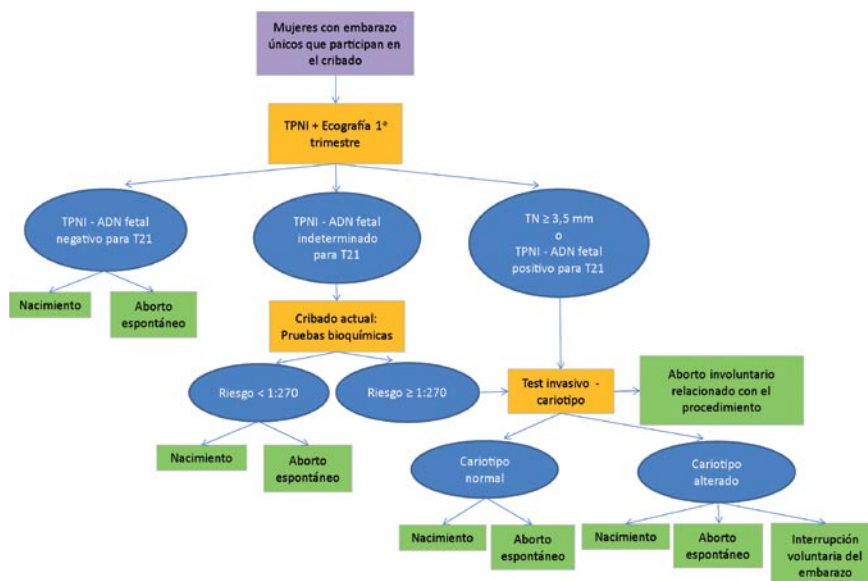 Mujeres con embarazo
únicos que participan en
el cribado
TPNI + Ecografía 1º
trimestre
TPNI - ADN fetal
negativo para T21
TPNI - ADN fetal
indeterminado
para T21
TN ≥ 3,5 mm
o
TPNI - ADN fetal
positivo para T21
Nacimiento
Aborto
espontáneo
Cribado actual:
Pruebas bioquímicas
Riesgo < 1:270
Riesgo ≥ 1:270
Test invasivo -
cariotipo
Aborto involuntario
relacionado con el
procedimiento
Nacimiento
Aborto
espontáneo
Cariotipo
normal
Cariotipo
alterado
Nacimiento
Aborto
espontáneo
Nacimiento
Aborto
espontáneo
Interrupción
voluntaria del
embarazo